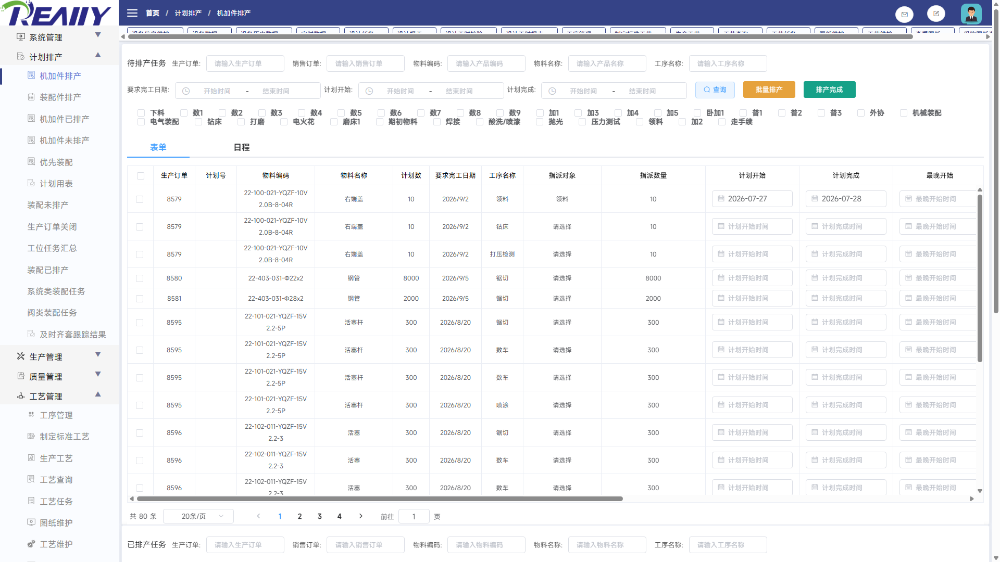 REALLY
首页 / 计划排产 / 机加件排产
系统管理
计划排产
机加件排产
装配件排产
机加件已排产
机加件未排产
优先装配
计划用表
装配未排产
生产订单关闭
工位任务汇总
装配已排产
系统类装配任务
阀类装配任务
及时齐套跟踪结果
生产管理
质量管理
工艺管理
工序管理
制定标准工艺
生产工艺
工艺查询
工艺任务
图纸维护
工艺维护
待排产任务 生产订单: 请输入生产订单 销售订单: 请输入销售订单 物料编码: 请输入产品编码 物料名称: 请输入产品名称 工序名称: 请输入工序名称
要求完工日期: 开始时间 - 结束时间 计划开始: 开始时间 - 结束时间 计划完成: 开始时间 - 结束时间 查询 批量排产 排产完成
下料 数1 数2 数3 数4 数5 数6 数7 数8 数9 加1 加3 加4 加5 卧加1 普1 普2 普3 外协 机械装配
电气装配 钻床 打磨 电火花 磨床1 期初物料 焊接 酸洗/喷漆 抛光 压力测试 领料 加2 走手续
表单 日程
生产订单 计划号 物料编码 物料名称 计划数 要求完工日期 工序名称 指派对象 指派数量 计划开始 计划完成 最晚开始
8579 22-100-021-YQZF-10V2.0B-8-04R 右端盖 10 2026/9/2 领料 领料 10 2026-07-27 2026-07-28 最晚开始时间
8579 22-100-021-YQZF-10V2.0B-8-04R 右端盖 10 2026/9/2 钻床 请选择 10 计划开始时间 计划完成时间 最晚开始时间
8579 22-100-021-YQZF-10V2.0B-8-04R 右端盖 10 2026/9/2 打压检测 请选择 10 计划开始时间 计划完成时间 最晚开始时间
8580 22-403-031-Φ22x2 钢管 8000 2026/9/5 锯切 请选择 8000 计划开始时间 计划完成时间 最晚开始时间
8581 22-403-031-Φ28x2 钢管 2000 2026/9/5 锯切 请选择 2000 计划开始时间 计划完成时间 最晚开始时间
8595 22-101-021-YQZF-15V2.2-5P 活塞杆 300 2026/8/20 锯切 请选择 300 计划开始时间 计划完成时间 最晚开始时间
8595 22-101-021-YQZF-15V2.2-5P 活塞杆 300 2026/8/20 数车 请选择 300 计划开始时间 计划完成时间 最晚开始时间
8595 22-101-021-YQZF-15V2.2-5P 活塞杆 300 2026/8/20 数车 请选择 300 计划开始时间 计划完成时间 最晚开始时间
8595 22-101-021-YQZF-15V2.2-5P 活塞杆 300 2026/8/20 喷涂 请选择 300 计划开始时间 计划完成时间 最晚开始时间
8596 22-102-011-YQZF-15V2.2-3 活塞 300 2026/8/20 锯切 请选择 300 计划开始时间 计划完成时间 最晚开始时间
8596 22-102-011-YQZF-15V2.2-3 活塞 300 2026/8/20 数车 请选择 300 计划开始时间 计划完成时间 最晚开始时间
8596 22-102-011-YQZF-15V2.2-3 活塞 300 2026/8/20 数车 请选择 300 计划开始时间 计划完成时间 最晚开始时间
共 80 条 20条/页 1 2 3 4 前往 1 页
已排产任务 生产订单: 请输入生产订单 销售订单: 请输入销售订单 物料编码: 请输入物料编码 物料名称: 请输入物料名称 工序名称: 请输入工序名称